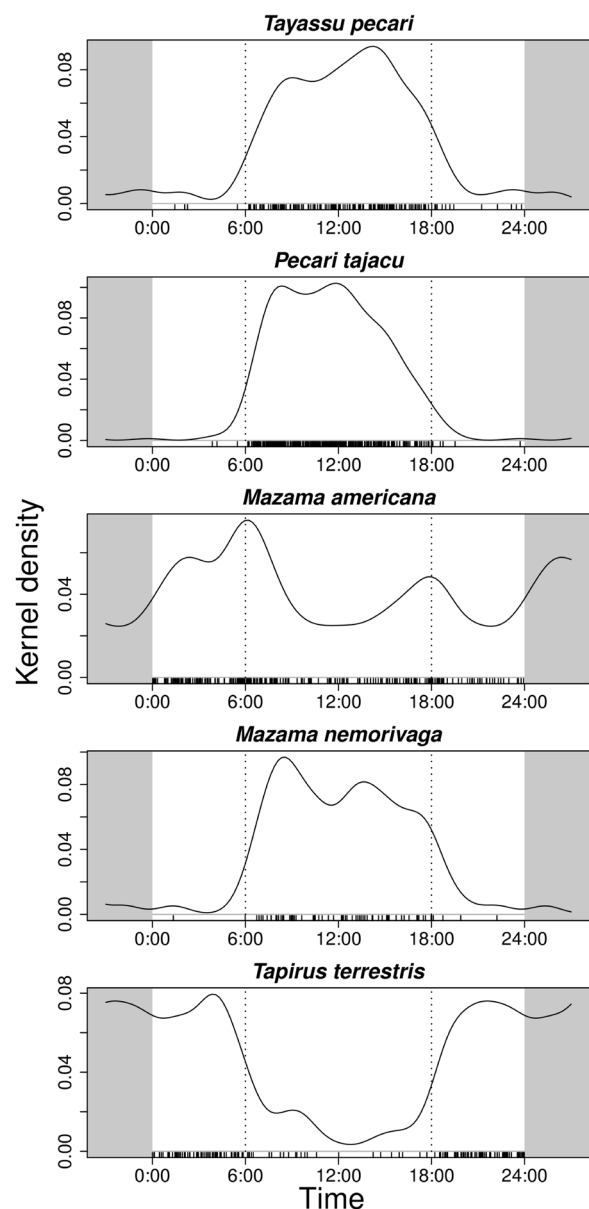 Tayassu pecari
0.08
0.04
0.00
0:00 6:00 12:00 18:00 24:00
Pecari tajacu
0.08
0.04
0.00
0:00 6:00 12:00 18:00 24:00
Mazama americana
Kernel density
0.04
0.00
0:00 6:00 12:00 18:00 24:00
Mazama nemorivaga
0.08
0.04
0.00
0:00 6:00 12:00 18:00 24:00
Tapirus terrestris
0.08
0.04
0.00
0:00 6:00 12:00 18:00 24:00
Time